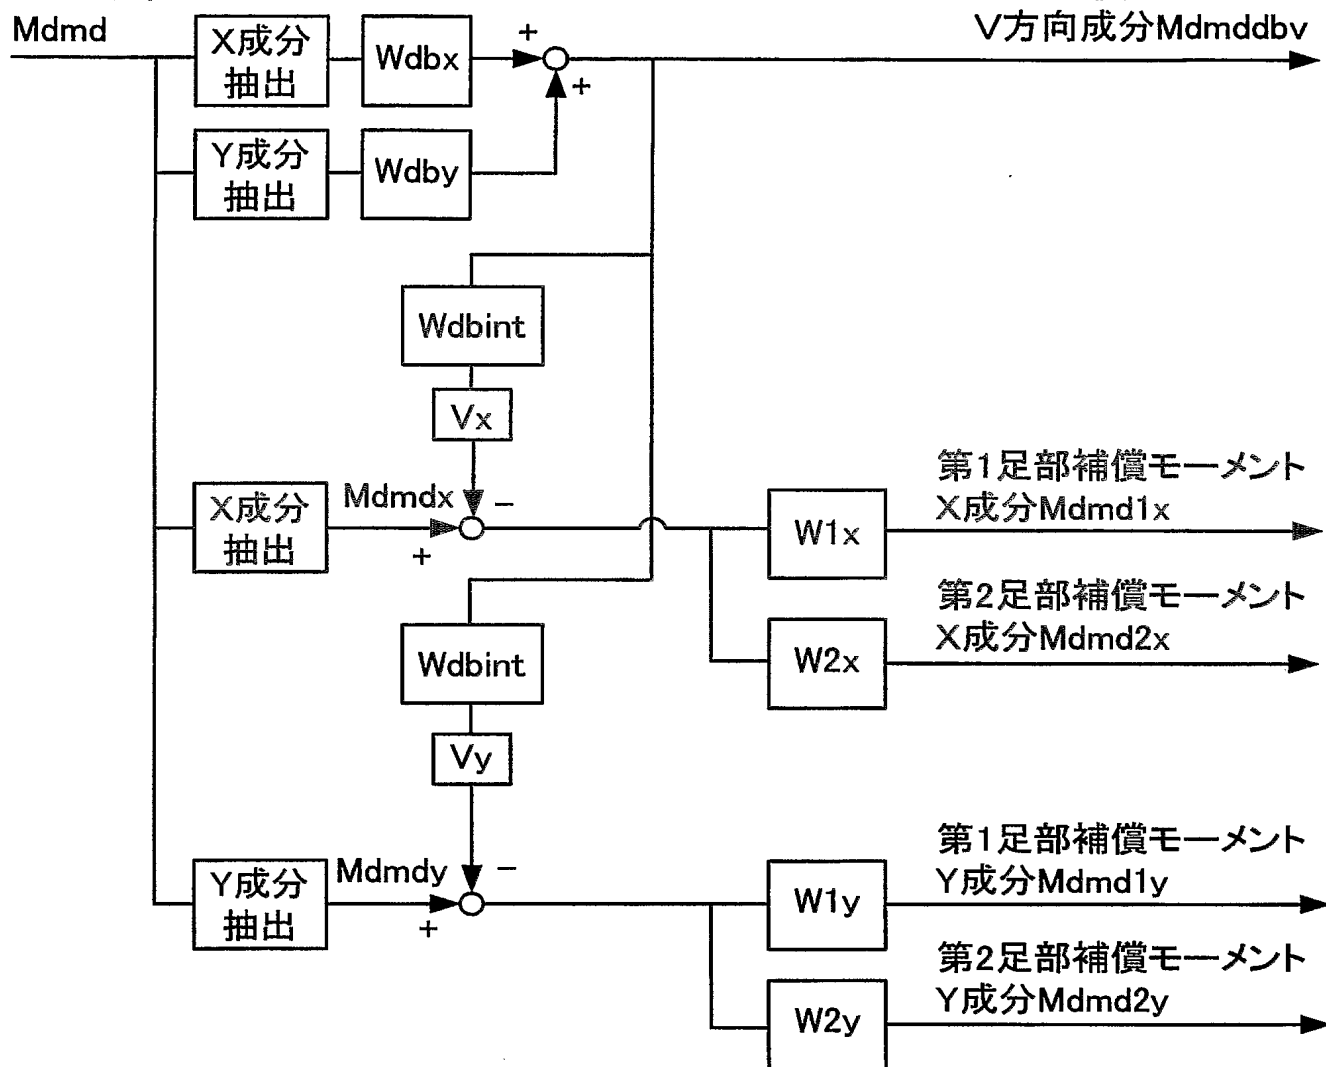 Mdmd
X成分
抽出
Wdbx
+
+
V方向成分Mdmddbv
Y成分
抽出
Wdby
Wdbint
Vx
X成分
抽出
Mdmdx
−
+
W1x
第1足部補償モーメント
X成分Mdmd1x
第2足部補償モーメント
X成分Mdmd2x
W2x
Wdbint
Vy
Y成分
抽出
Mdmdy
−
+
W1y
第1足部補償モーメント
Y成分Mdmd1y
第2足部補償モーメント
Y成分Mdmd2y
W2y